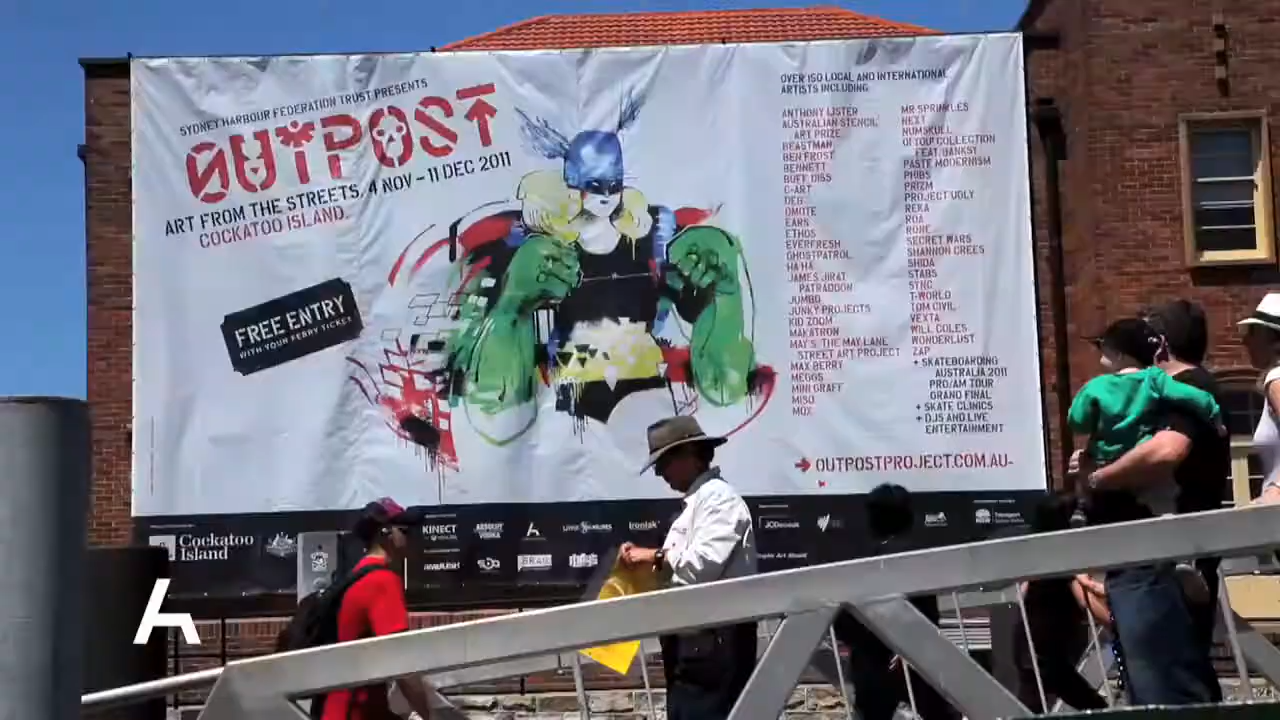 SYDNEY HARBOUR FEDERATION TRUST PRESENTS
OUTPOST
ART FROM THE STREETS, 4 NOV – 11 DEC 2011
COCKATOO ISLAND
FREE ENTRY
WITH YOUR FERRY TICKET
OVER 150 LOCAL AND INTERNATIONAL
ARTISTS INCLUDING
ANTHONY LISTER
AUSTRALIAN STENCIL
ART PRIZE
BEASTMAN
BEN FROST
BENNETT
BUFF DISS
C-ART
DEB
DMOTE
EARS
ETHOS
EVERFRESH
GHOSTPATROL
HA HA
JAMES JIRAT
PATRADOON
JUMBO
JUNKY PROJECTS
KID ZOOM
MAKATRON
MAY'S: THE MAY LANE
STREET ART PROJECT
MAX BERRY
MEGGS
MINI GRAFF
MISO
MOX
MR SPRINKLES
NEXT
NUMSKULL
OI YOU! COLLECTION
FEAT. BANKSY
PASTE MODERNISM
PHIBS
PRIZM
PROJECT UGLY
REKA
ROA
RONE
SECRET WARS
SHANNON CREES
SHIDA
STABS
SYNC
T-WORLD
TOM CIVIL
VEXTA
WILL COLES
WONDERLUST
ZAP
+ SKATEBOARDING
AUSTRALIA 2011
PRO/AM TOUR
GRAND FINAL
+ SKATE CLINICS
+ DJS AND LIVE
ENTERTAINMENT
OUTPOSTPROJECT.COM.AU
Cockatoo
Island
KINECT
ABSOLUT
VODKA
Ironlak
JCDecaux
NSW
Transport